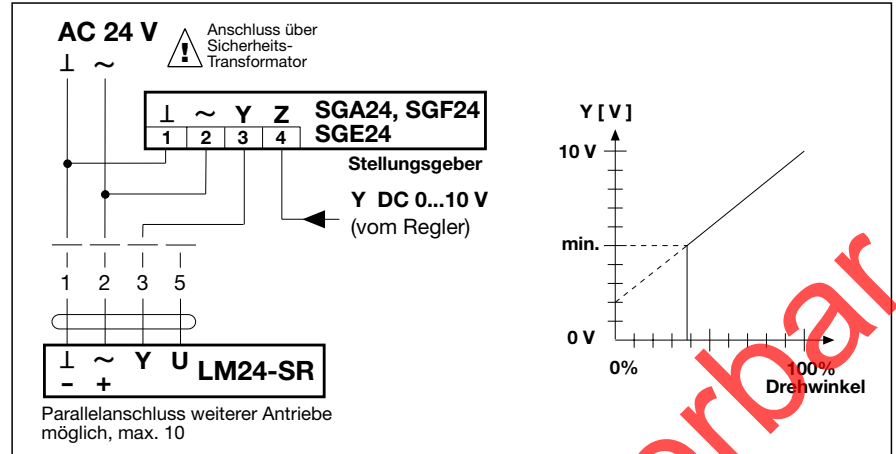 AC 24 V
⊥ ~
! Anschluss über
Sicherheits-
Transformator
⊥ ~ Y Z
1 2 3 4
SGA24, SGF24
SGE24
Stellungsgeber
Y DC 0...10 V
(vom Regler)
1 2 3 5
⊥ ~ Y U
– +
LM24-SR
Parallelanschluss weiterer Antriebe
möglich, max. 10
Y [ V ]
10 V
min.
0 V
0%
100%
Drehwinkel
erbar